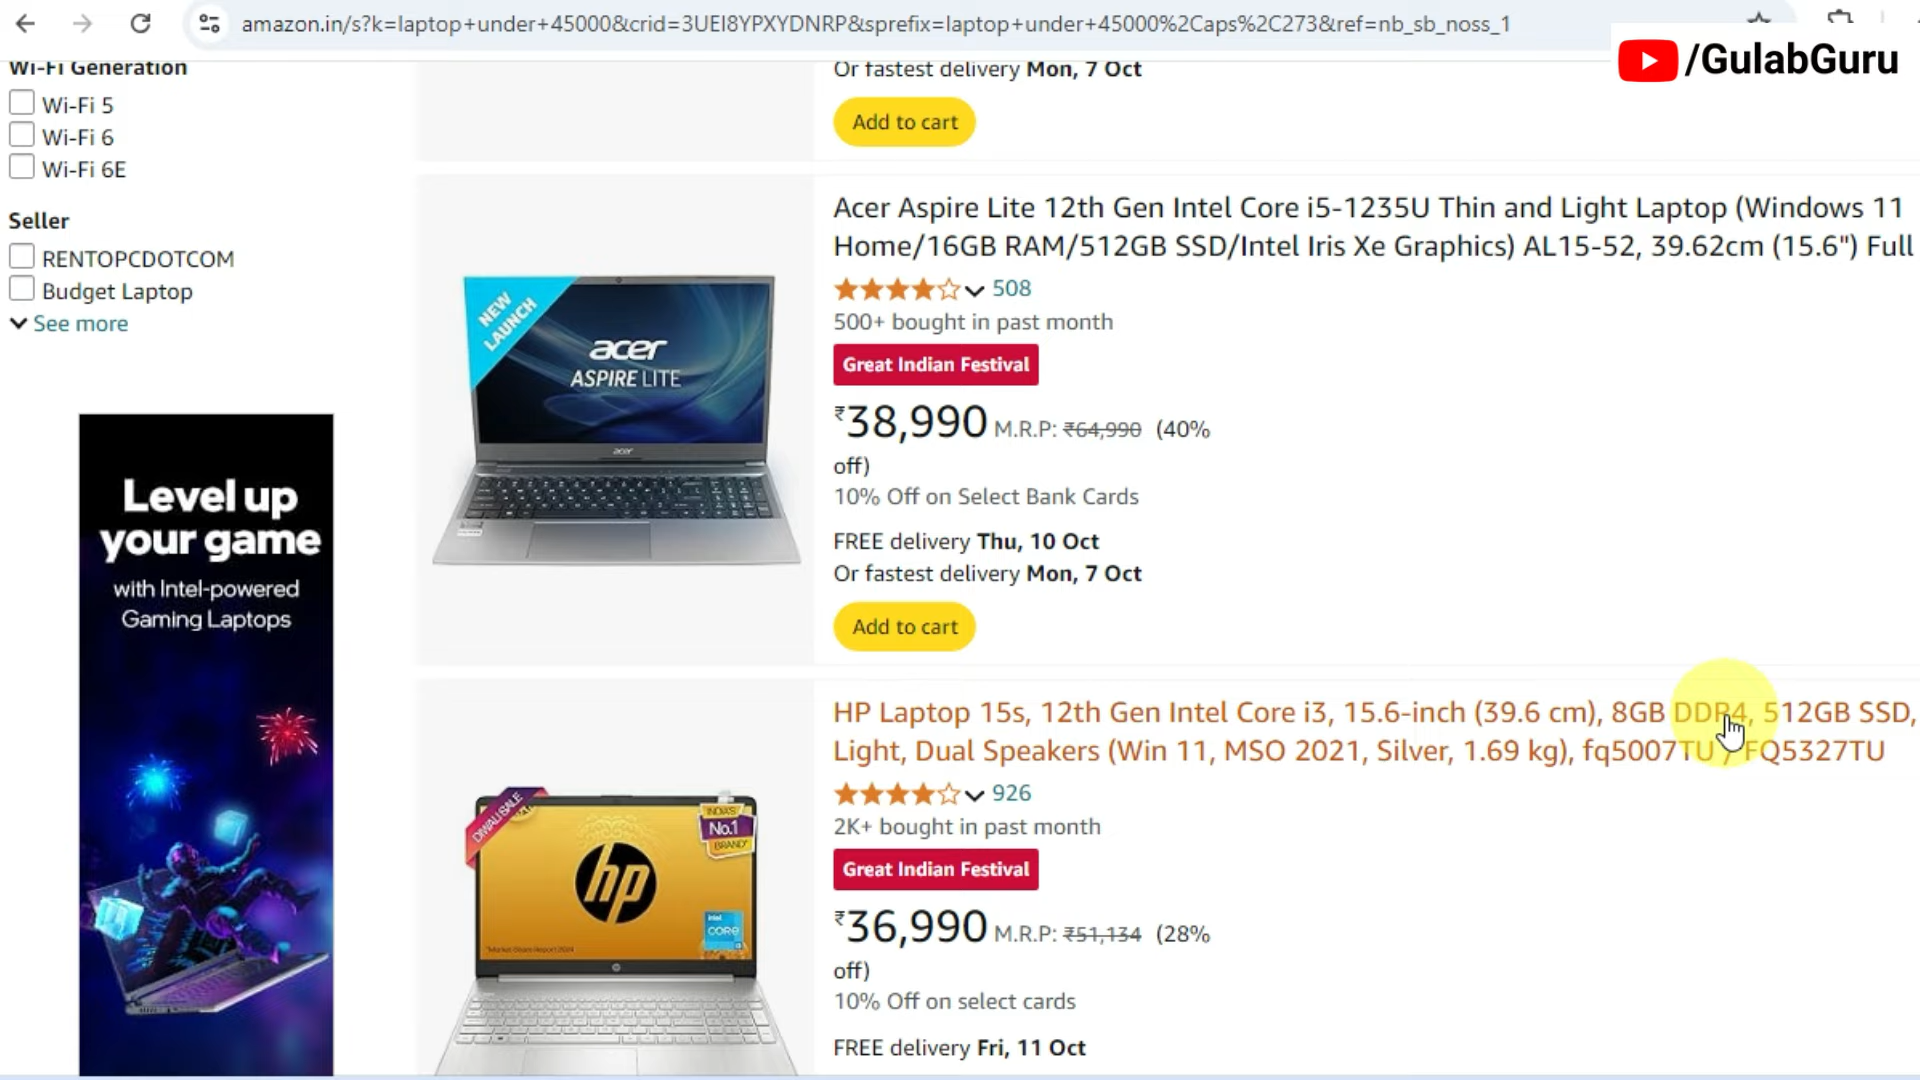 amazon.in/s?k=laptop+under+45000&crid=3UEI8YPXYDNRP&sprefix=laptop+under+45000%2Caps%2C273&ref=nb_sb_noss_1
/GulabGuru
Wi-Fi Generation
Wi-Fi 5
Wi-Fi 6
Wi-Fi 6E
Seller
RENTOPCDOTCOM
Budget Laptop
See more
Level up
your game
with Intel-powered
Gaming Laptops
Or fastest delivery Mon, 7 Oct
Add to cart
NEW
LAUNCH
acer
ASPIRE LITE
acer
Acer Aspire Lite 12th Gen Intel Core i5-1235U Thin and Light Laptop (Windows 11
Home/16GB RAM/512GB SSD/Intel Iris Xe Graphics) AL15-52, 39.62cm (15.6") Full
508
500+ bought in past month
Great Indian Festival
₹38,990 M.R.P: ₹64,990 (40%
off)
10% Off on Select Bank Cards
FREE delivery Thu, 10 Oct
Or fastest delivery Mon, 7 Oct
Add to cart
DIWALI SALE
INDIA'S
No.1
BRAND*
hp
intel
CORE
i3
HP Laptop 15s, 12th Gen Intel Core i3, 15.6-inch (39.6 cm), 8GB DDR4, 512GB SSD,
Light, Dual Speakers (Win 11, MSO 2021, Silver, 1.69 kg), fq5007TU / FQ5327TU
926
2K+ bought in past month
Great Indian Festival
₹36,990 M.R.P: ₹51,134 (28%
off)
10% Off on select cards
FREE delivery Fri, 11 Oct